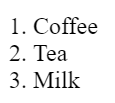 1. Coffee
2. Tea
3. Milk